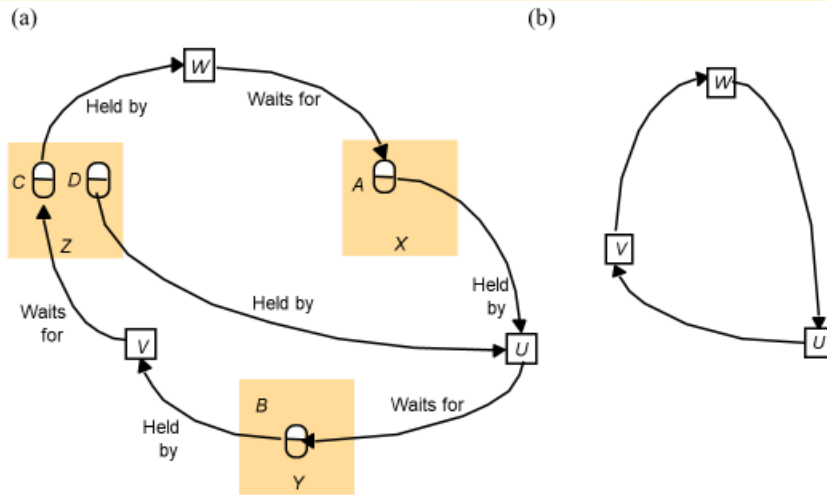 (a)
(b)
W
W
Held by
Waits for
C
D
A
Z
X
V
Waits
for
Held by
Held
by
V
U
U
B
Waits for
Held
by
Y